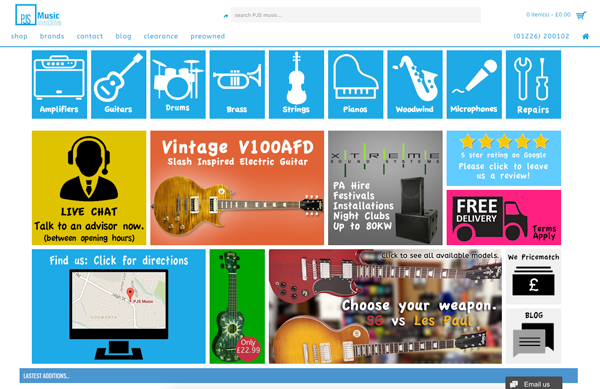 PJS Music
search PJS music ...
0 item(s) - £0.00
shop brands contact blog clearance preowned
(01226) 200102
Amplifiers Guitars Drums Brass Strings Pianos Woodwind Microphones Repairs
LIVE CHAT
Talk to an advisor now.
(between opening hours)
Vintage V100AFD
Slash Inspired Electric Guitar
XTREME
SOUND SYSTEMS
PA Hire
Festivals
Installations
Night Clubs
Up to 80KW
5 star rating on Google
Please click to leave
us a review!
FREE
DELIVERY
Terms
Apply
Find us: Click for directions
PJS Music
Only
£22.99
Click to see all available models.
Choose your weapon.
SG vs Les Paul
We Pricematch
£
BLOG
LASTEST ADDITIONS...
Email us